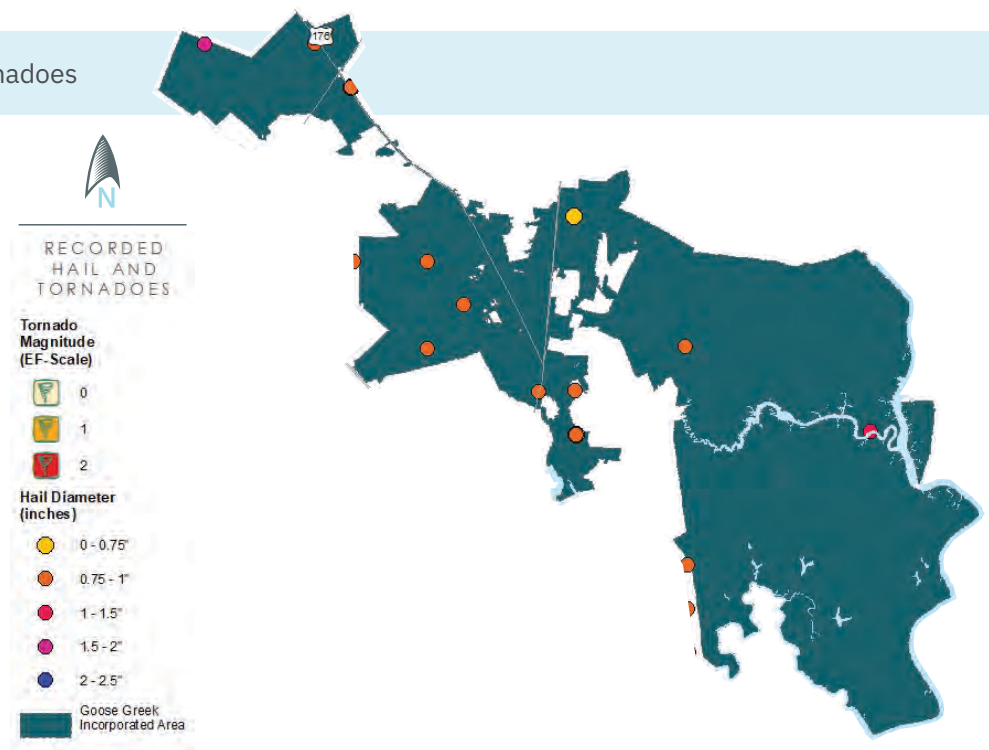 nadoes
176
N
RECORDED
HAIL AND
TORNADOES
Tornado
Magnitude
(EF-Scale)
0
1
2
Hail Diameter
(inches)
0 - 0.75"
0.75 - 1"
1 - 1.5"
1.5 - 2"
2 - 2.5"
Goose Greek
Incorporated Area